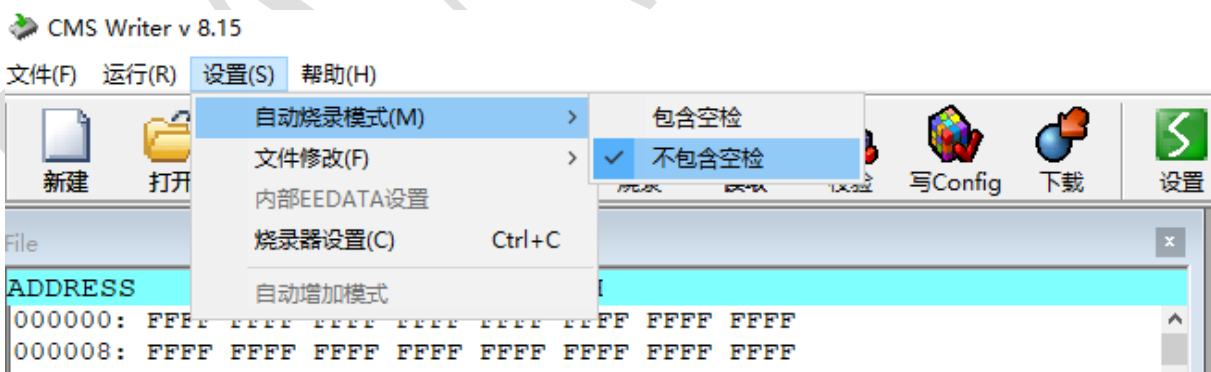 CMS Writer v 8.15
文件(F) 运行(R) 设置(S) 帮助(H)
自动烧录模式(M) > 包含空检
文件修改(F) > ✓ 不包含空检
新建 打开 校验 写Config 下载 设置
内部EEDATA设置
File 烧录器设置(C) Ctrl+C x
ADDRESS 自动增加模式
000000: FFFF FFFF FFFF FFFF FFFF FFFF FFFF FFFF
000008: FFFF FFFF FFFF FFFF FFFF FFFF FFFF FFFF